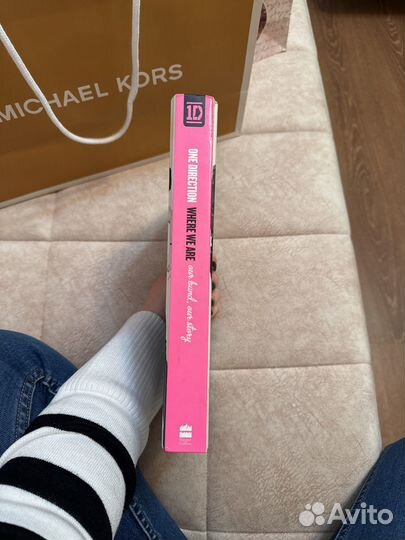 MICHAEL KORS
1D
ONE DIRECTION WHERE WE ARE our band, our story
Avito